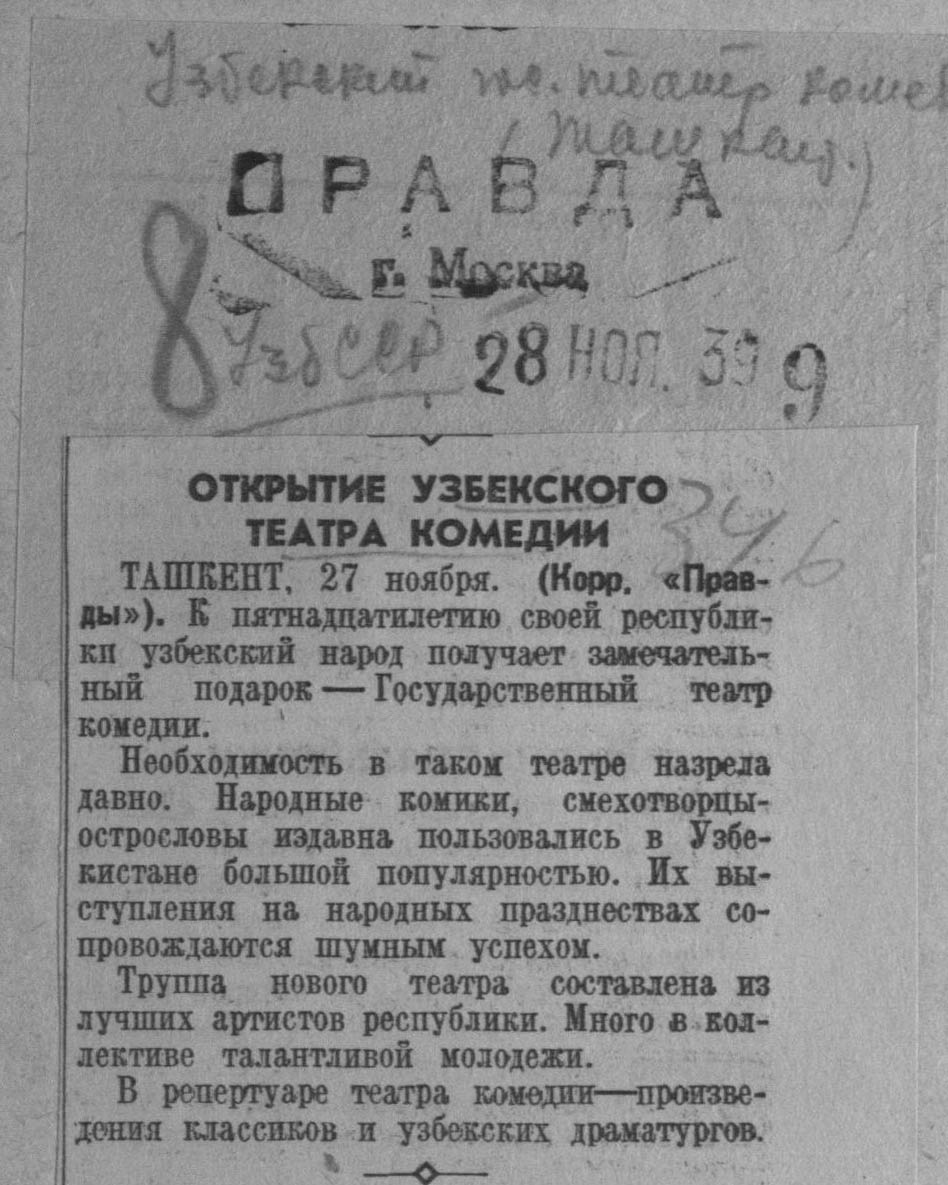 Узбекский гос. театр комед
(Ташкент.)
ПРАВДА
г. Москва
8 УзбССР 28 НОЯ. 39 9
ОТКРЫТИЕ УЗБЕКСКОГО
ТЕАТРА КОМЕДИИ
346
ТАШКЕНТ, 27 ноября. (Корр. «Прав-
ды»). К пятнадцатилетию своей республи-
ки узбекский народ получает замечатель-
ный подарок — Государственный театр
комедии.
Необходимость в таком театре назрела
давно. Народные комики, смехотворцы-
острословы издавна пользовались в Узбе-
кистане большой популярностью. Их вы-
ступления на народных празднествах со-
провождаются шумным успехом.
Труппа нового театра составлена из
лучших артистов республики. Много в кол-
лективе талантливой молодежи.
В репертуаре театра комедии—произве-
дения классиков и узбекских драматургов.